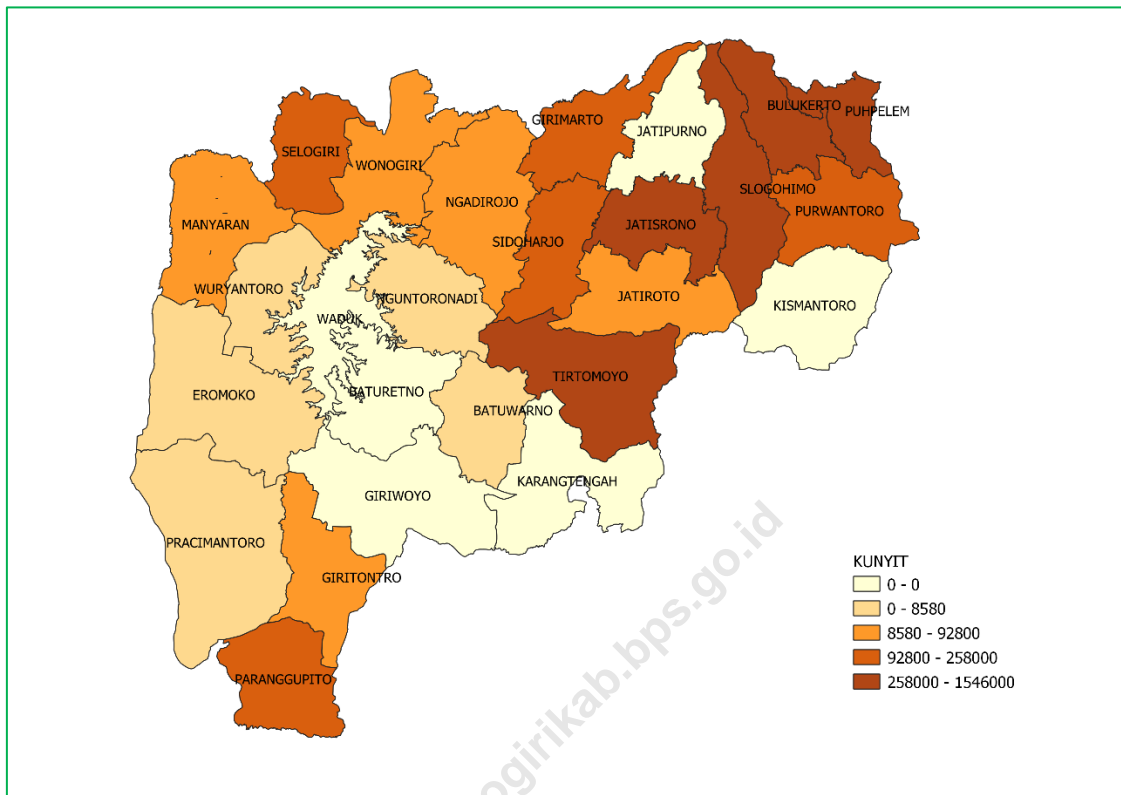 BULUKERTO
PUHPELEM
GIRIMARTO
JATIPURNO
SELOGIRI
WONOGIRI
SLOGOHIMO
NGADIROJO
PURWANTORO
MANYARAN
JATISRONO
SIDOHARJO
WURYANTORO
NGUNTORONADI
JATIROTO
KISMANTORO
WADUK
TIRTOMOYO
EROMOKO
BATURETNO
BATUWARNO
KARANGTENGAH
GIRIWOYO
PRACIMANTORO
GIRITONTRO
PARANGGUPITO
KUNYIT
0 - 0
0 - 8580
8580 - 92800
92800 - 258000
258000 - 1546000
ogirikab.bps.go.id